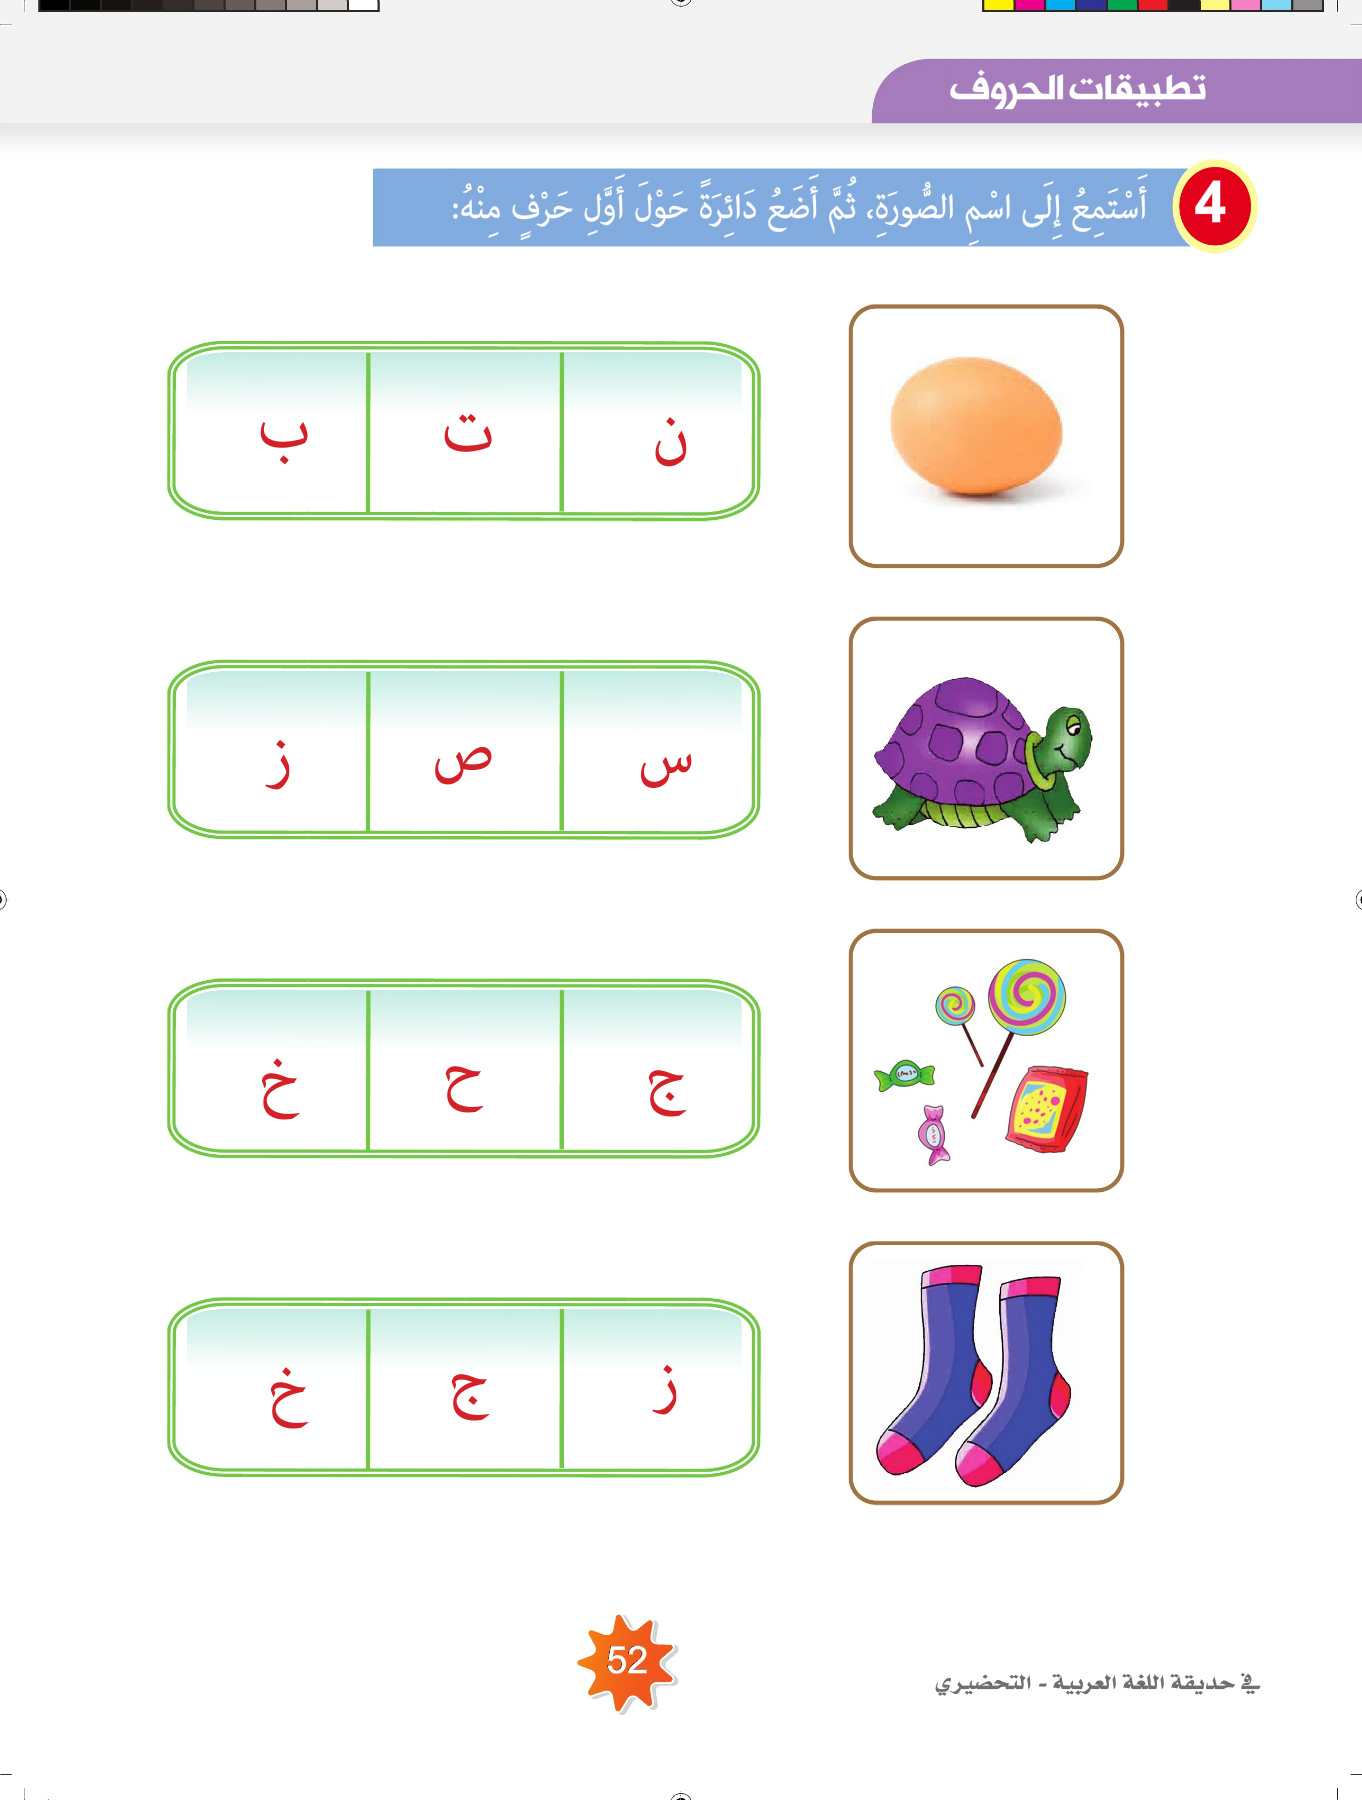 تطبيقات الحروف
4
أَسْتَمِعُ إِلَى اسْمِ الصُّورَةِ، ثُمَّ أَضَعُ دَائِرَةً حَوْلَ أَوَّلِ حَرْفٍ مِنْهُ:
ن ت ب
س ص ز
ج ح خ
ز ج خ
52
في حديقة اللغة العربية - التحضيري